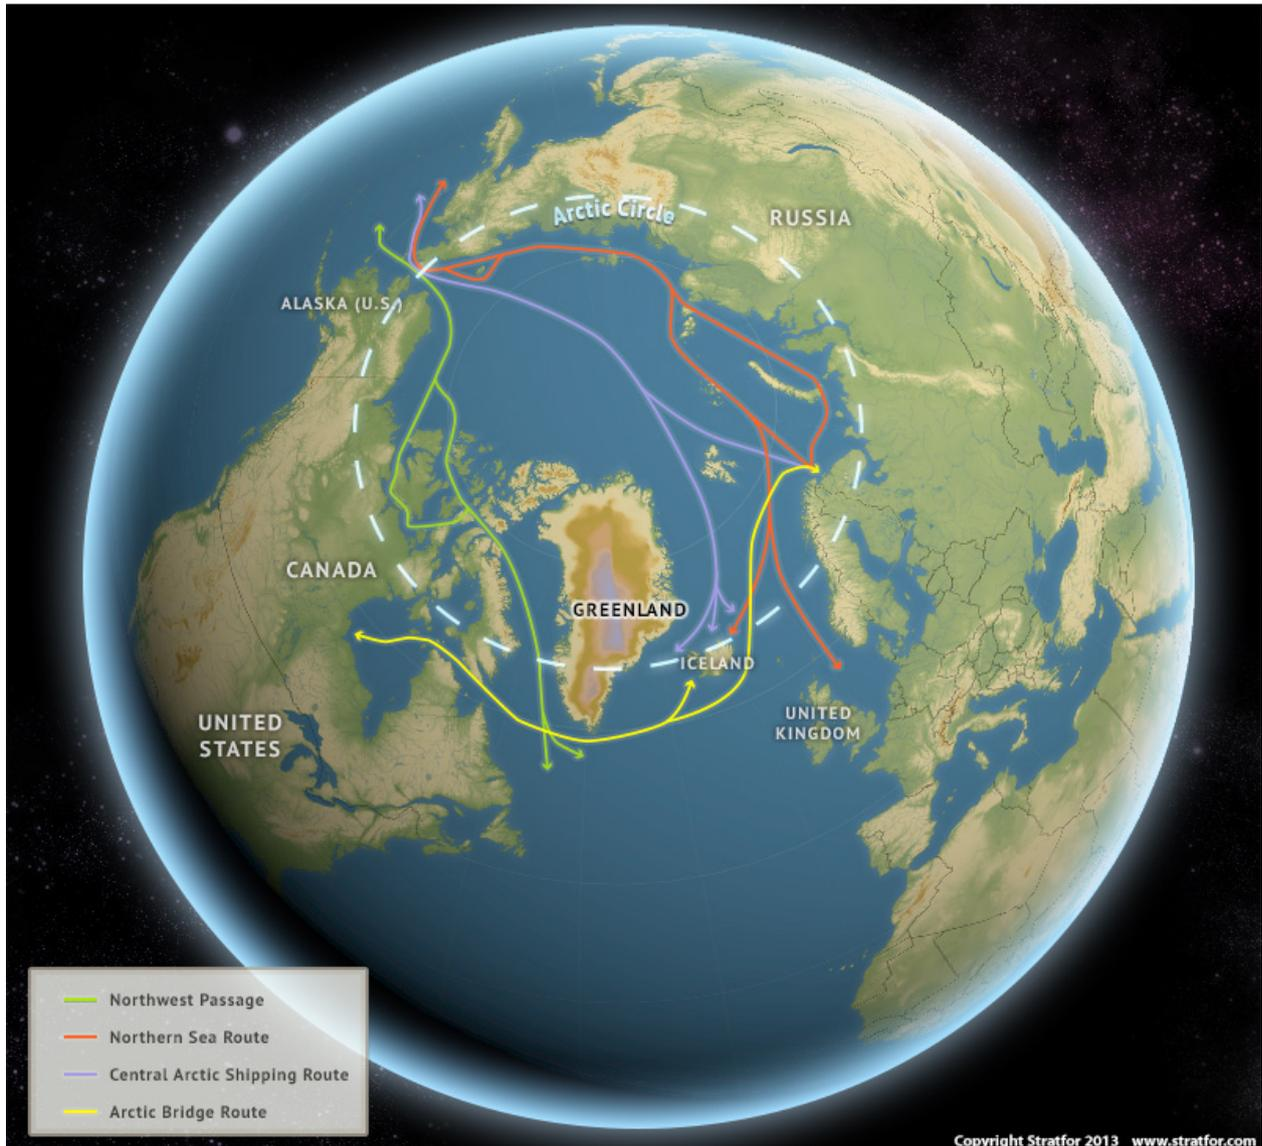 Arctic Circle
RUSSIA
ALASKA (U.S.)
CANADA
GREENLAND
ICELAND
UNITED
STATES
UNITED
KINGDOM
Northwest Passage
Northern Sea Route
Central Arctic Shipping Route
Arctic Bridge Route
Copyright Stratfor 2013 www.stratfor.com